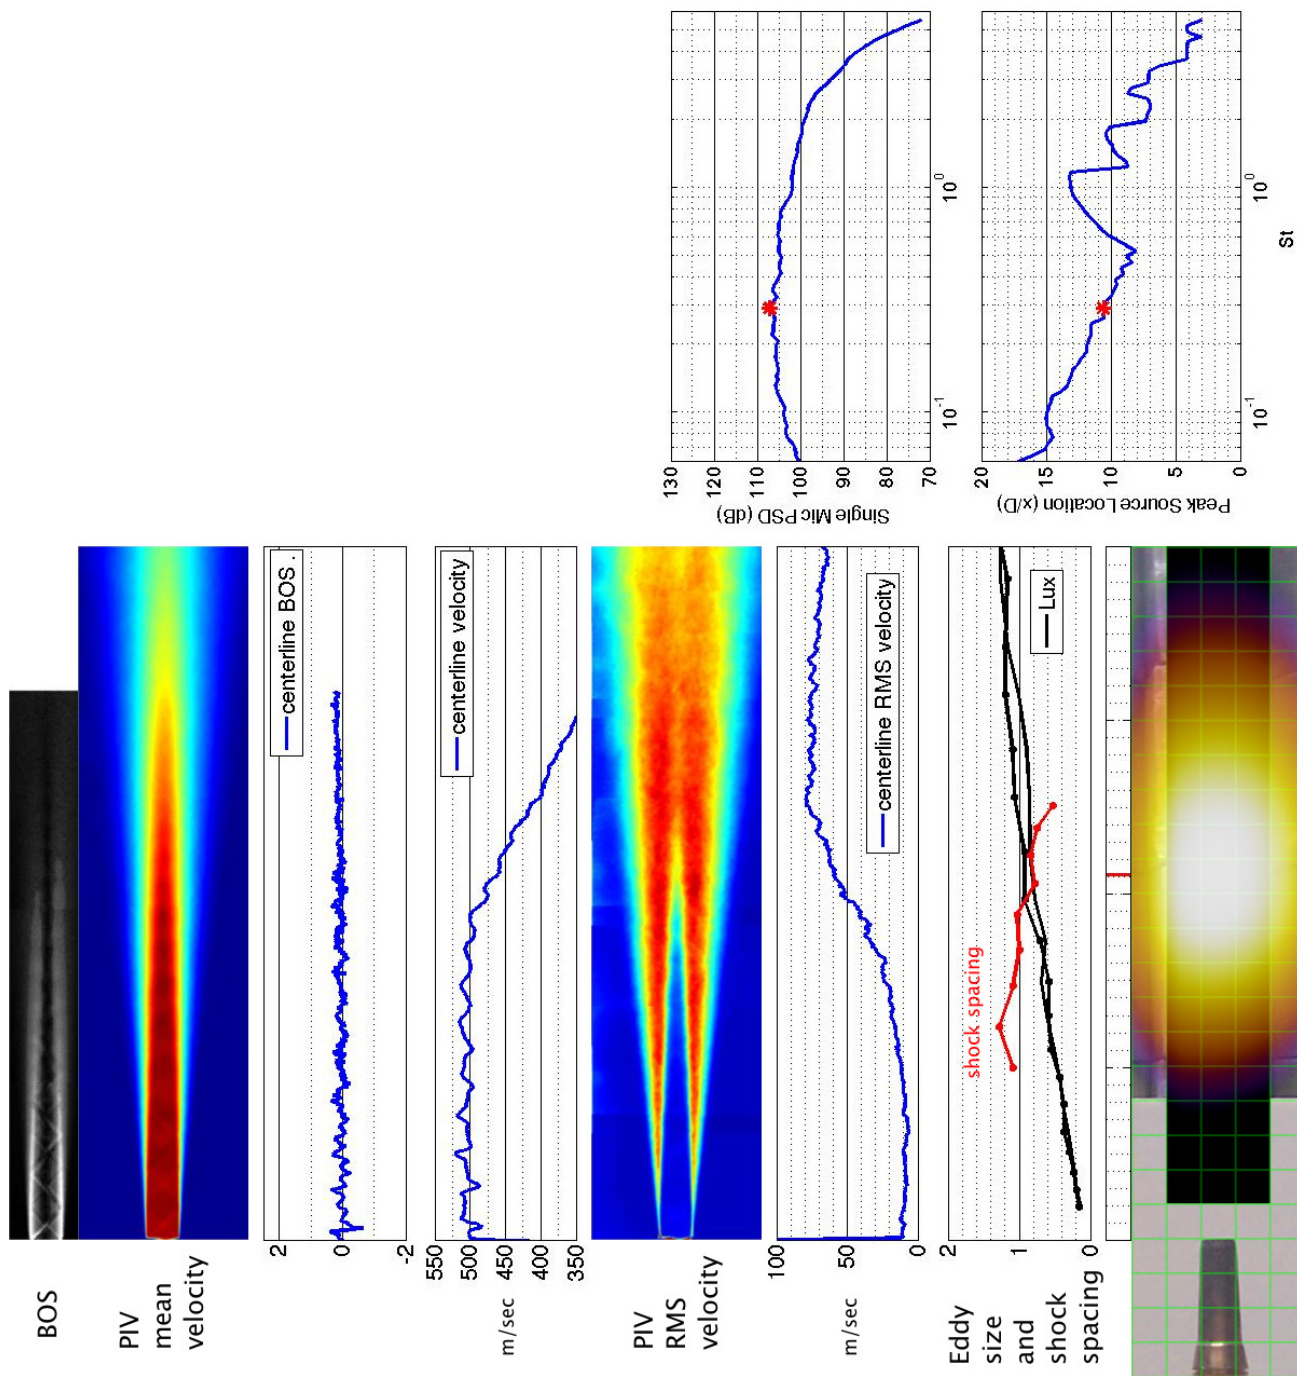 BOS
PIV
mean
velocity
centerline BOS.
2
0
-2
centerline velocity
550
500
450
400
350
m/sec
PIV
RMS
velocity
centerline RMS velocity
100
50
0
m/sec
Eddy
size
and
shock
spacing
shock spacing
Lux
2
1
0
130
120
110
100
90
80
70
Single Mic PSD (dB)
10-1
100
20
15
10
5
0
Peak Source Location (x/D)
10-1
100
St